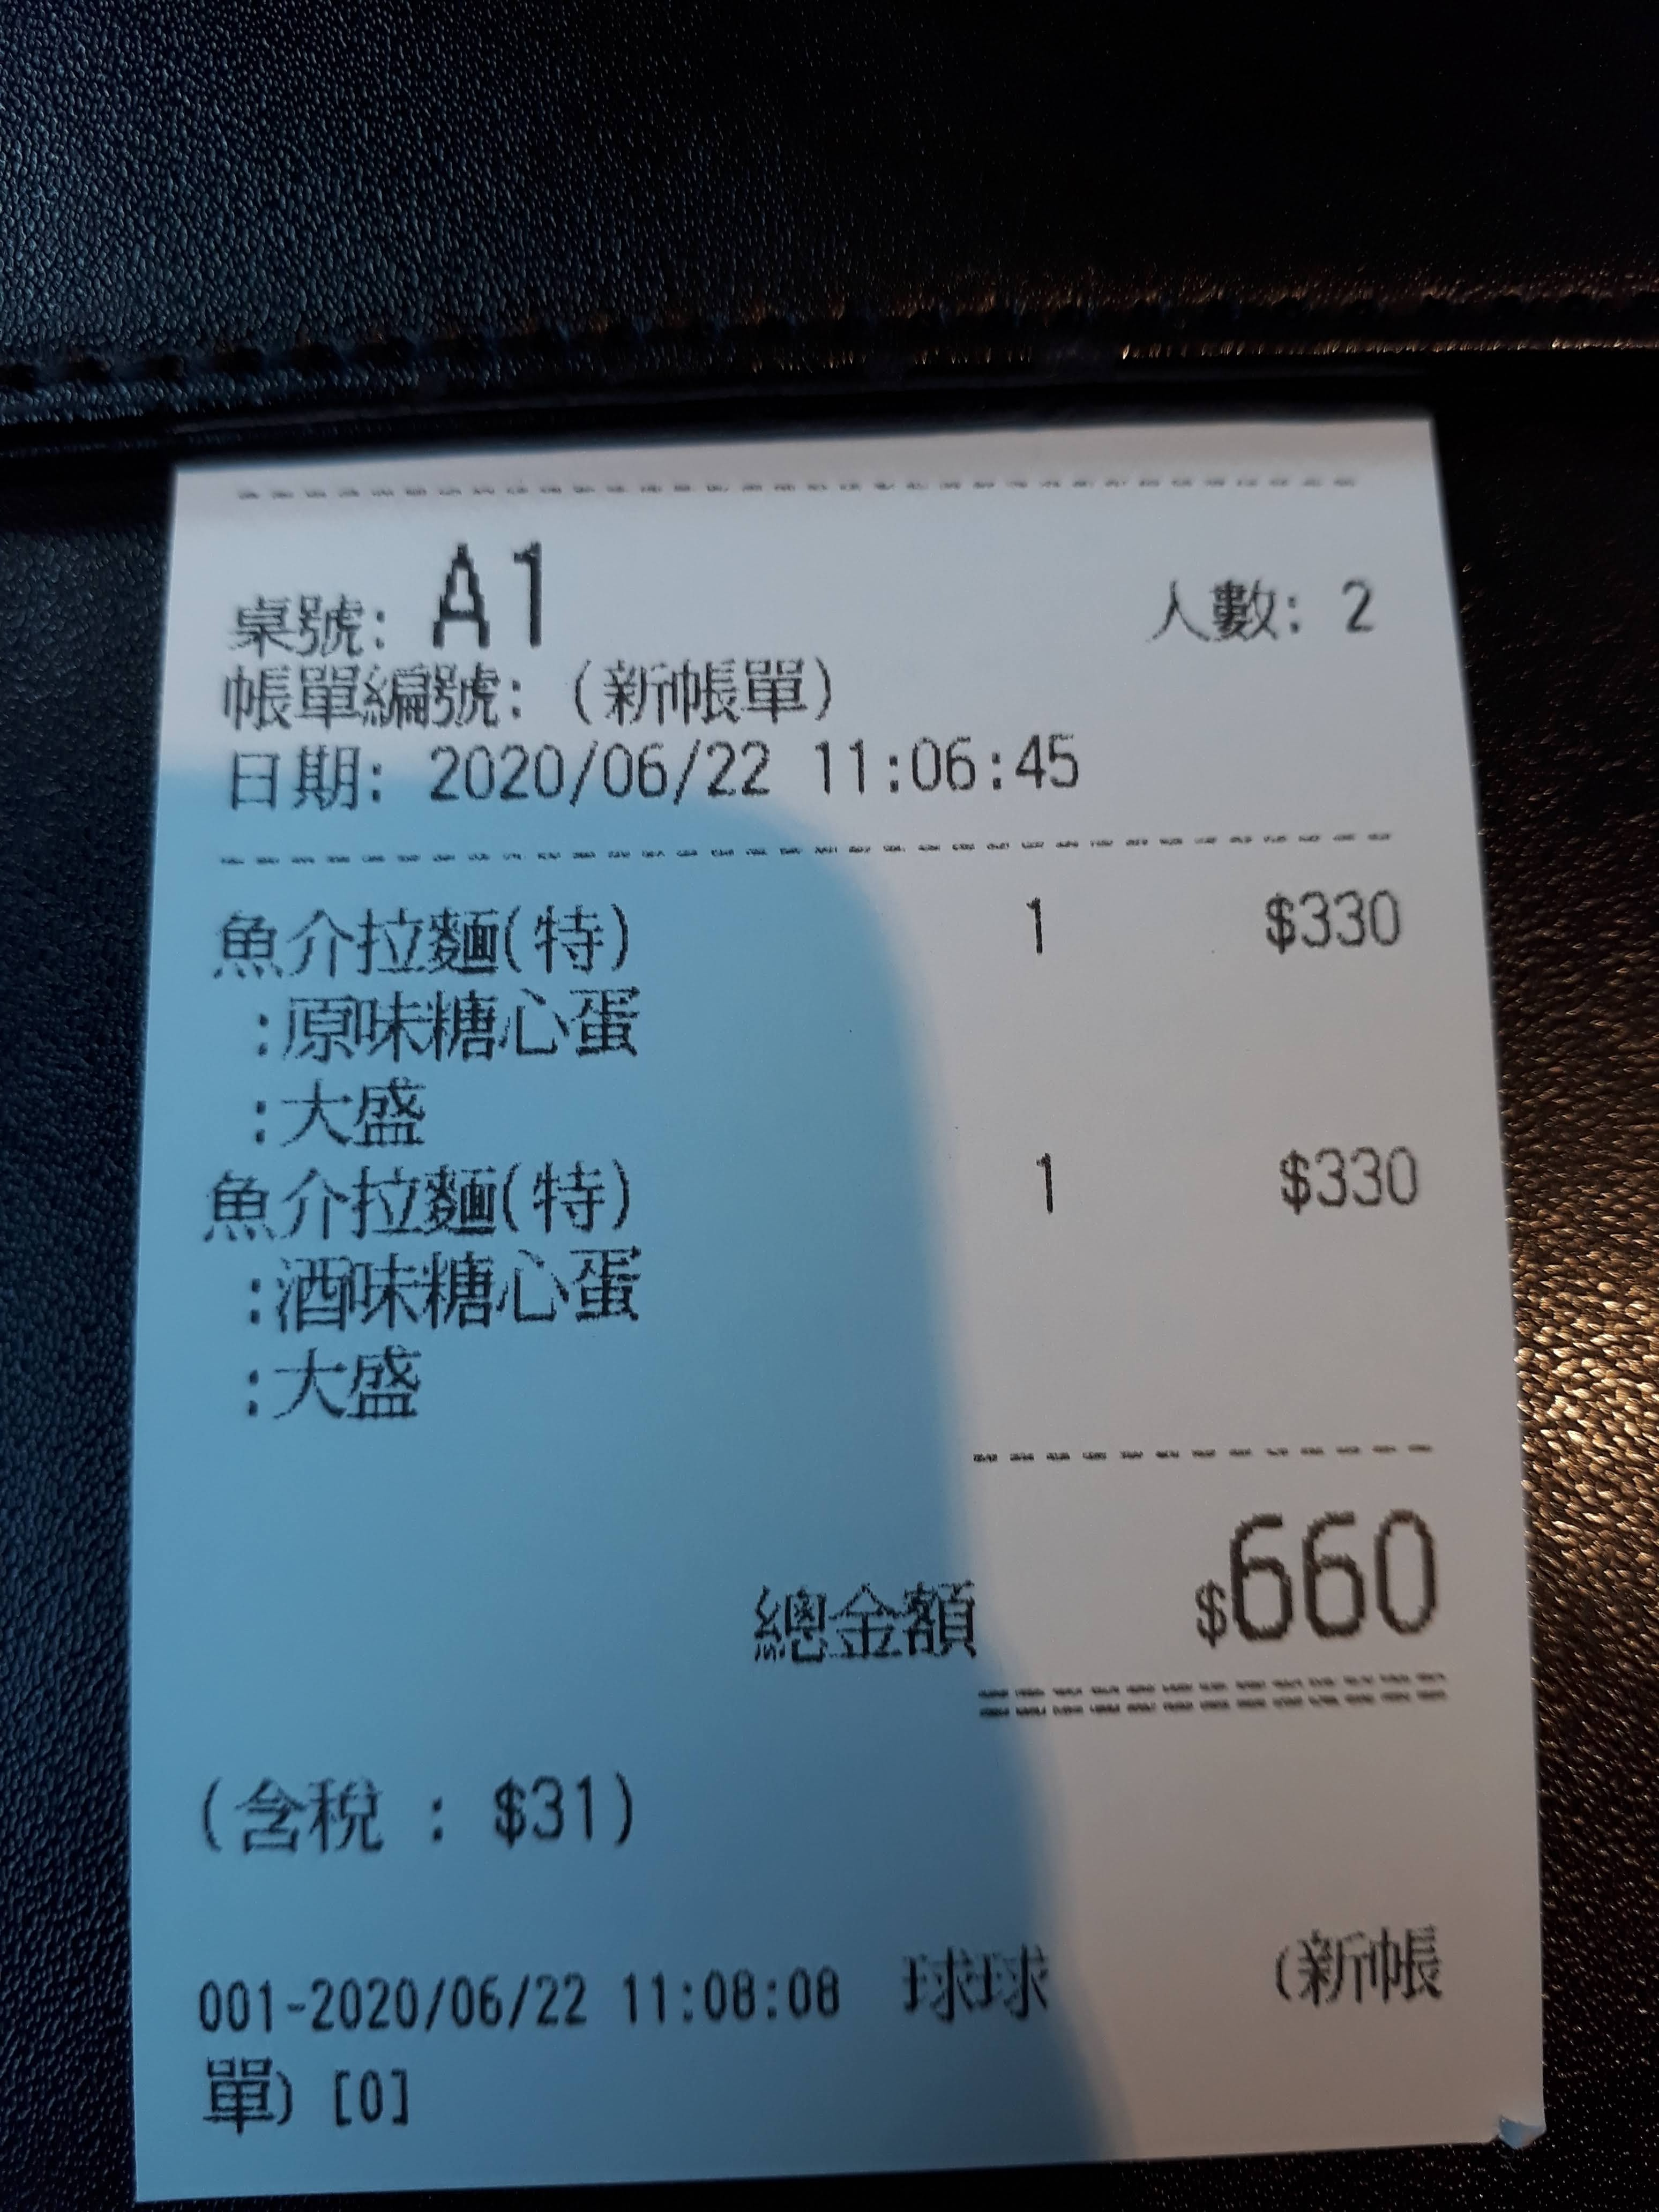 桌號: A1 人數: 2
帳單編號: (新帳單)
日期: 2020/06/22 11:06:45
魚介拉麵(特) 1 $330
:原味糖心蛋
:大盛
魚介拉麵(特) 1 $330
:酒味糖心蛋
:大盛
總金額 $660
(含稅 : $31)
001-2020/06/22 11:08:08 球球 (新帳
單) [0]